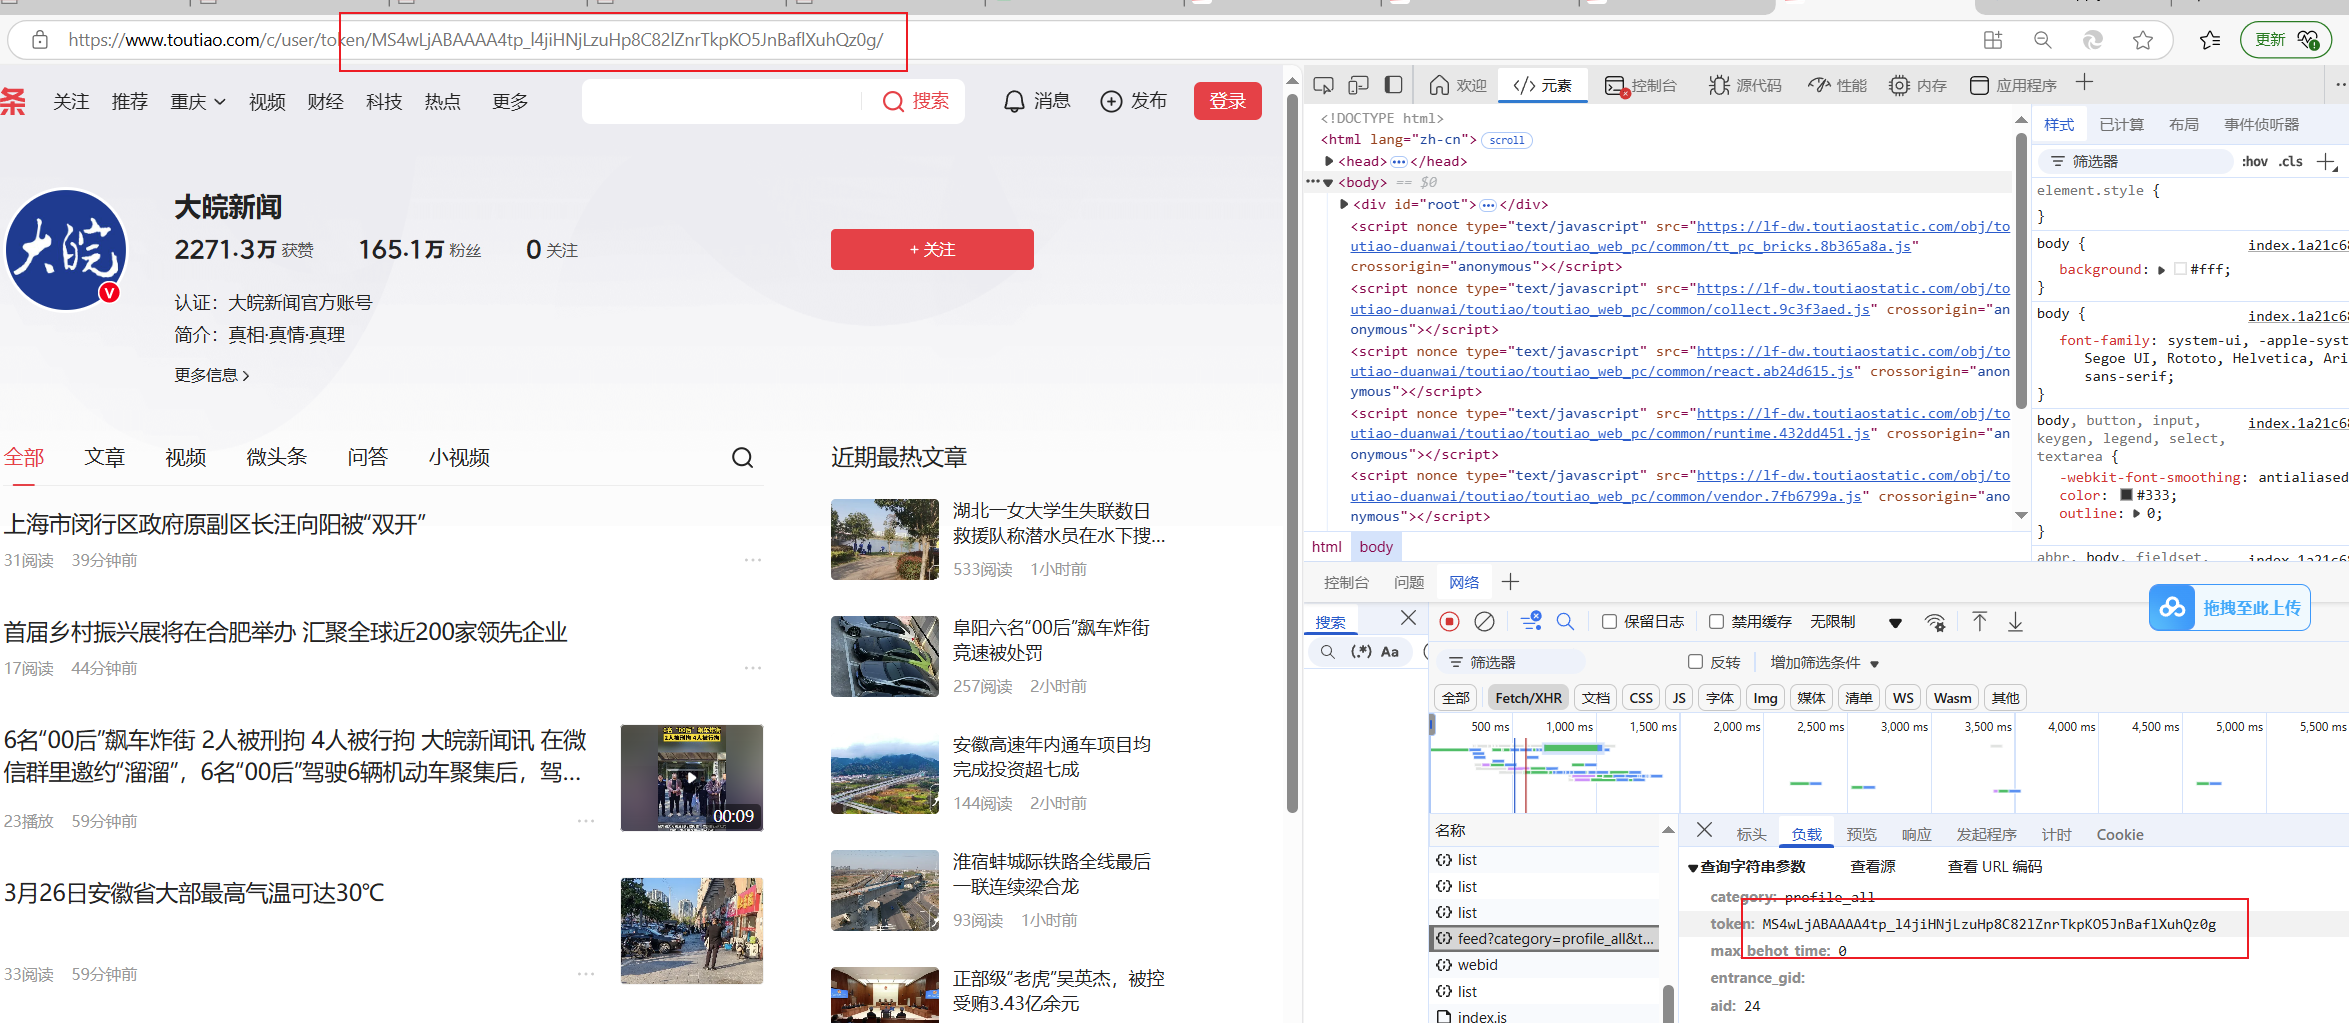 https://www.toutiao.com/c/user/token/MS4wLjABAAAA4tp_l4jiHNjLzuHp8C82lZnrTkpKO5JnBaflXuhQz0g/
更新
条 关注 推荐 重庆 视频 财经 科技 热点 更多 搜索 消息 发布 登录
大皖
大皖新闻
2271.3万 获赞 165.1万 粉丝 0 关注
+ 关注
认证：大皖新闻官方账号
简介：真相·真情·真理
更多信息
全部 文章 视频 微头条 问答 小视频
上海市闵行区政府原副区长汪向阳被“双开”
31阅读 39分钟前
首届乡村振兴展将在合肥举办 汇聚全球近200家领先企业
17阅读 44分钟前
6名“00后”飙车炸街 2人被刑拘 4人被行拘 大皖新闻讯 在微
信群里邀约“溜溜”，6名“00后”驾驶6辆机动车聚集后，驾...
00:09
23播放 59分钟前
3月26日安徽省大部最高气温可达30℃
33阅读 59分钟前
近期最热文章
湖北一女大学生失联数日
救援队称潜水员在水下搜...
533阅读 1小时前
阜阳六名“00后”飙车炸街
竞速被处罚
257阅读 2小时前
安徽高速年内通车项目均
完成投资超七成
144阅读 2小时前
淮宿蚌城际铁路全线最后
一联连续梁合龙
93阅读 1小时前
正部级“老虎”吴英杰，被控
受贿3.43亿余元
欢迎 </> 元素 控制台 源代码 性能 内存 应用程序
<!DOCTYPE html>
<html lang="zh-cn"> scroll
<head>•••</head>
<body> == $0
<div id="root">•••</div>
<script nonce type="text/javascript" src="https://lf-dw.toutiaostatic.com/obj/to
utiao-duanwai/toutiao/toutiao_web_pc/common/tt_pc_bricks.8b365a8a.js"
crossorigin="anonymous"></script>
<script nonce type="text/javascript" src="https://lf-dw.toutiaostatic.com/obj/to
utiao-duanwai/toutiao/toutiao_web_pc/common/collect.9c3f3aed.js" crossorigin="an
onymous"></script>
<script nonce type="text/javascript" src="https://lf-dw.toutiaostatic.com/obj/to
utiao-duanwai/toutiao/toutiao_web_pc/common/react.ab24d615.js" crossorigin="anon
ymous"></script>
<script nonce type="text/javascript" src="https://lf-dw.toutiaostatic.com/obj/to
utiao-duanwai/toutiao/toutiao_web_pc/common/runtime.432dd451.js" crossorigin="an
onymous"></script>
<script nonce type="text/javascript" src="https://lf-dw.toutiaostatic.com/obj/to
utiao-duanwai/toutiao/toutiao_web_pc/common/vendor.7fb6799a.js" crossorigin="ano
nymous"></script>
html body
样式 已计算 布局 事件侦听器
筛选器 :hov .cls
element.style {
}
body { index.1a21c68
background: #fff;
}
body { index.1a21c68
font-family: system-ui, -apple-syst
Segoe UI, Rototo, Helvetica, Ari
sans-serif;
}
body, button, input, index.1a21c68
keygen, legend, select,
textarea {
-webkit-font-smoothing: antialiased
color: #333;
outline: 0;
}
abbr, body, fieldset, index.1a21c68
控制台 问题 网络
拖拽至此上传
搜索 保留日志 禁用缓存 无限制
(.*) Aa
筛选器 反转 增加筛选条件
全部 Fetch/XHR 文档 CSS JS 字体 Img 媒体 清单 WS Wasm 其他
500 ms 1,000 ms 1,500 ms 2,000 ms 2,500 ms 3,000 ms 3,500 ms 4,000 ms 4,500 ms 5,000 ms 5,500 ms
名称
list
list
list
feed?category=profile_all&t...
webid
list
index.js
标头 负载 预览 响应 发起程序 计时 Cookie
查询字符串参数 查看源 查看 URL 编码
category: profile_all
token: MS4wLjABAAAA4tp_l4jiHNjLzuHp8C82lZnrTkpKO5JnBaflXuhQz0g
max_behot_time: 0
entrance_gid:
aid: 24